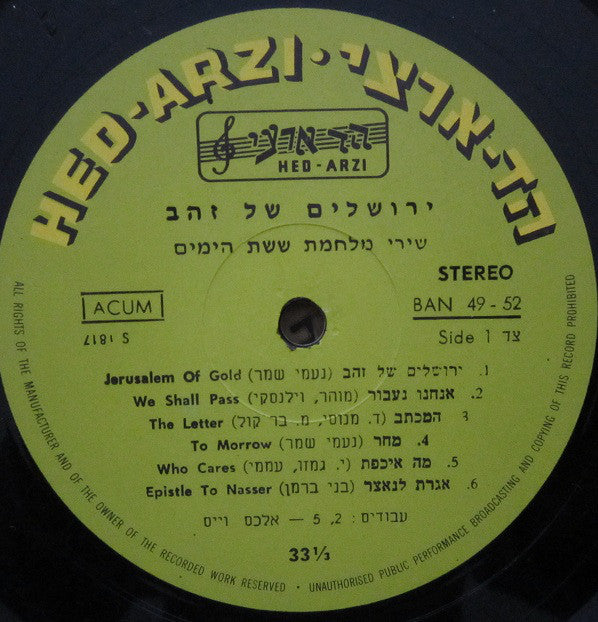 HED-ARZI · הד-ארצי
הד ארצי
HED-ARZI
ירושלים של זהב
שירי מלחמת ששת הימים
STEREO
ACUM
BAN 49 - 52
S 1817
Side 1 צד
1. ירושלים של זהב (נעמי שמר) Jerusalem Of Gold
2. אנחנו נעבור (מוהר, וילנסקי) We Shall Pass
3 המכתב (ד. מנוסי, מ. בר קול) The Letter
4. מחר (נעמי שמר) To Morrow
5. מה איכפת (י. גמזו, עממי) Who Cares
6. אגרת לנאצר (בני ברמן) Epistle To Nasser
עבודים: 2, 5 — אלכס וייס
33⅓
ALL RIGHTS OF THE MANUFACTURER AND OF THE OWNER OF THE RECORDED WORK RESERVED · UNAUTHORISED PUBLIC PERFORMANCE BROADCASTING AND COPYING OF THIS RECORD PROHIBITED